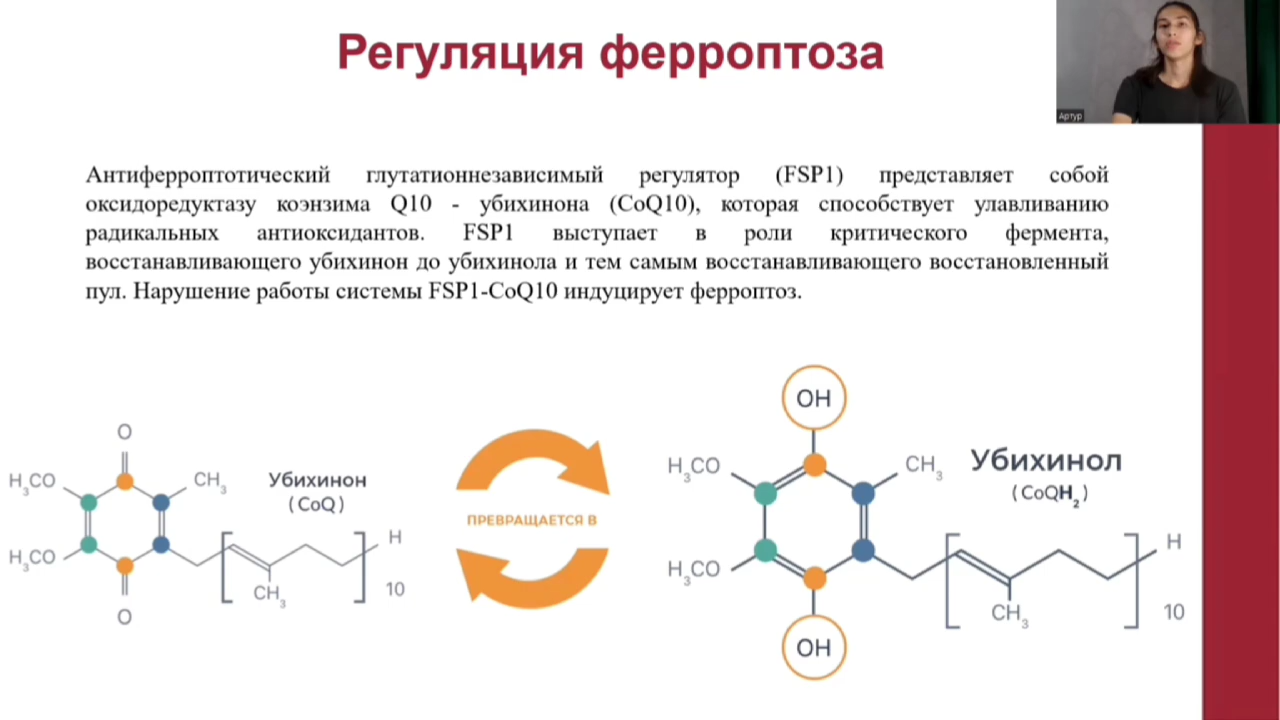 Регуляция ферроптоза
Артур
Антиферроптотический глутатионнезависимый регулятор (FSP1) представляет собой
оксидоредуктазу коэнзима Q10 - убихинона (CoQ10), которая способствует улавливанию
радикальных антиоксидантов. FSP1 выступает в роли критического фермента,
восстанавливающего убихинон до убихинола и тем самым восстанавливающего восстановленный
пул. Нарушение работы системы FSP1-CoQ10 индуцирует ферроптоз.
O
H₃CO
CH₃
Убихинон
(CoQ)
H₃CO
H
CH₃
10
O
ПРЕВРАЩАЕТСЯ В
OH
H₃CO
CH₃
Убихинол
(CoQH₂)
H₃CO
H
CH₃
10
OH